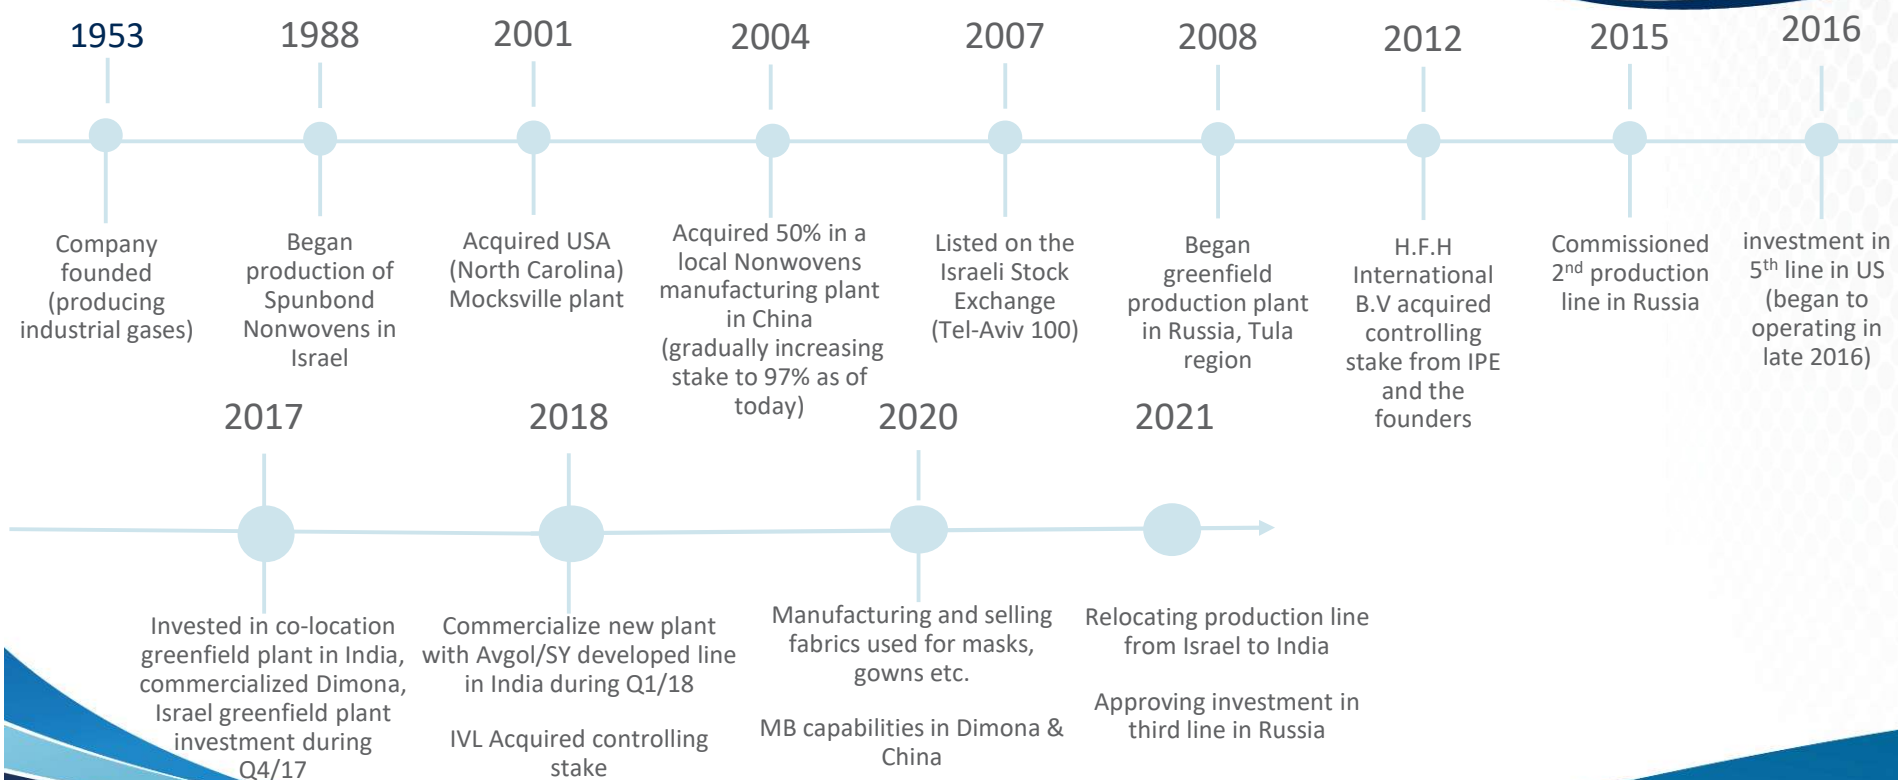 1953
1988
2001
2004
2007
2008
2012
2015
2016
Company
founded
(producing
industrial gases)
Began
production of
Spunbond
Nonwovens in
Israel
Acquired USA
(North Carolina)
Mocksville plant
Acquired 50% in a
local Nonwovens
manufacturing plant
in China
(gradually increasing
stake to 97% as of
today)
Listed on the
Israeli Stock
Exchange
(Tel-Aviv 100)
Began
greenfield
production plant
in Russia, Tula
region
H.F.H
International
B.V acquired
controlling
stake from IPE
and the
founders
Commissioned
2nd production
line in Russia
investment in
5th line in US
(began to
operating in
late 2016)
2017
2018
2020
2021
Invested in co-location
greenfield plant in India,
commercialized Dimona,
Israel greenfield plant
investment during
Q4/17
Commercialize new plant
with Avgol/SY developed line
in India during Q1/18
IVL Acquired controlling
stake
Manufacturing and selling
fabrics used for masks,
gowns etc.
MB capabilities in Dimona &
China
Relocating production line
from Israel to India
Approving investment in
third line in Russia